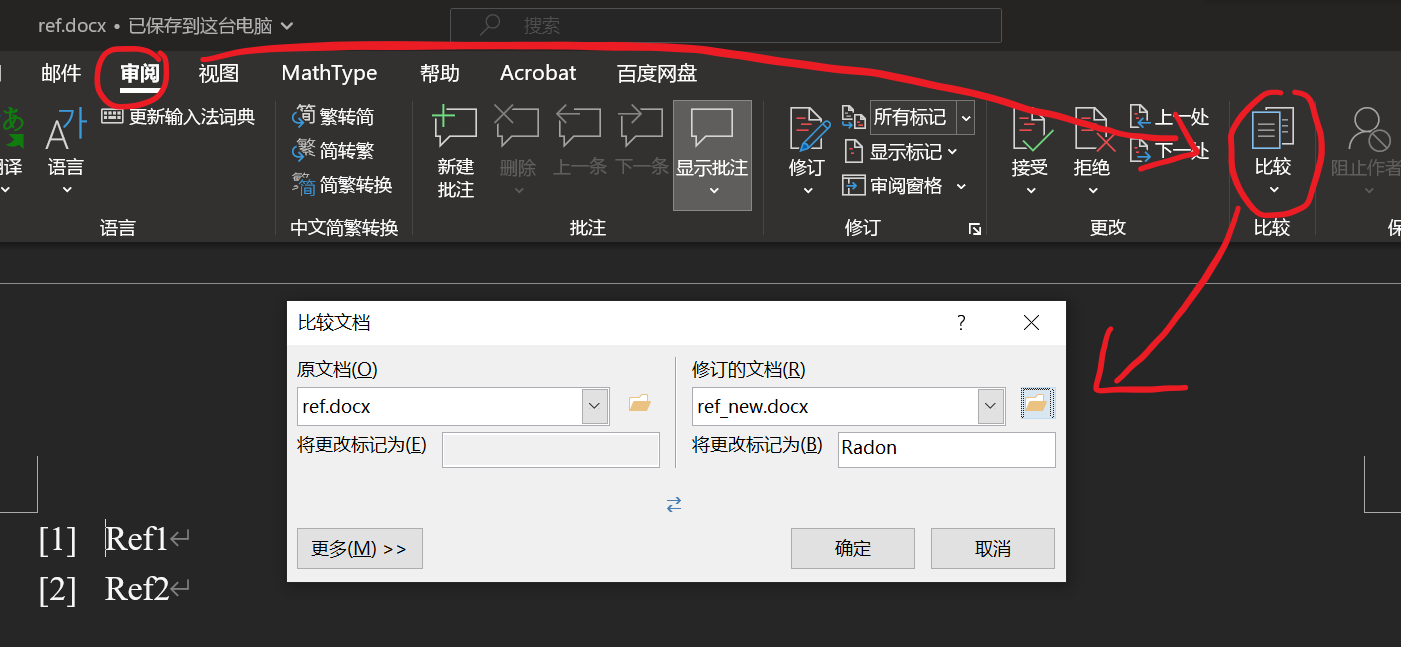 ref.docx • 已保存到这台电脑
搜索
邮件 审阅 视图 MathType 帮助 Acrobat 百度网盘
あ
语言
更新输入法词典
语言
繁 繁转简
简 简转繁
简繁转换
中文简繁转换
新建
批注
删除
上一条
下一条
显示批注
批注
修订
所有标记
显示标记
审阅窗格
修订
接受
拒绝
上一处
下一处
更改
比较
比较
阻止作者
比较文档 ?
原文档(O)
ref.docx
将更改标记为(E)
修订的文档(R)
ref_new.docx
将更改标记为(B) Radon
更多(M) >> 确定 取消
[1] Ref1↵
[2] Ref2↵